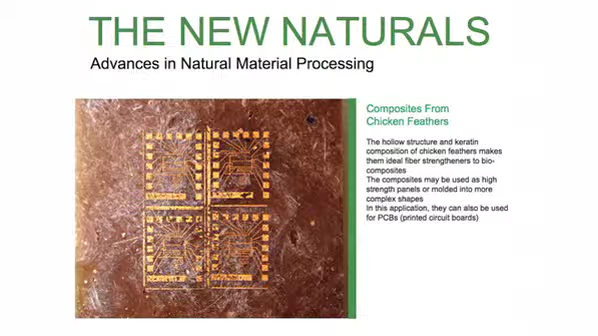 THE NEW NATURALS
Advances in Natural Material Processing
Composites From
Chicken Feathers
The hollow structure and keratin
composition of chicken feathers makes
them ideal fiber strengtheners to bio-
composites
The composites may be used as high
strength panels or molded into more
complex shapes
In this application, they can also be used
for PCBs (printed circuit boards)